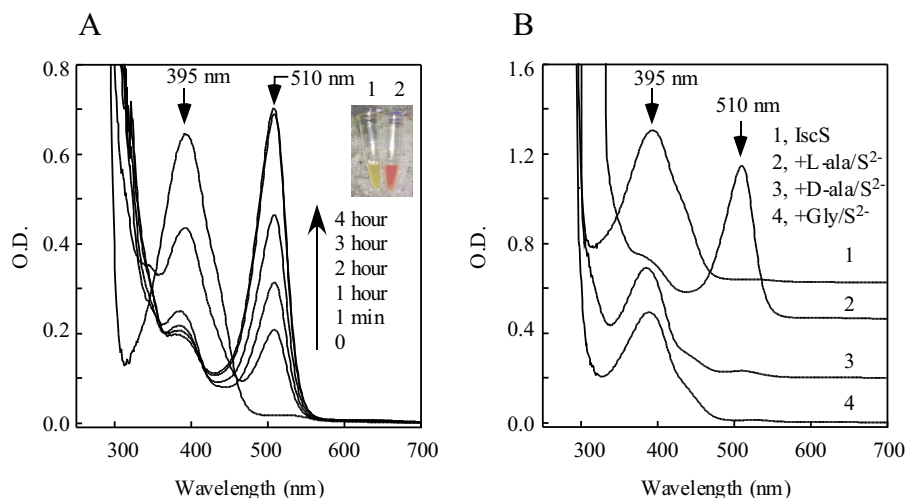 A
0.8
0.6
0.4
0.2
0.0
O.D.
395 nm
510 nm
1 2
4 hour
3 hour
2 hour
1 hour
1 min
0
300 400 500 600 700
Wavelength (nm)
B
1.6
1.2
0.8
0.4
0.0
O.D.
395 nm
510 nm
1, IscS
2, +L-ala/S²⁻
3, +D-ala/S²⁻
4, +Gly/S²⁻
1
2
3
4
300 400 500 600 700
Wavelength (nm)